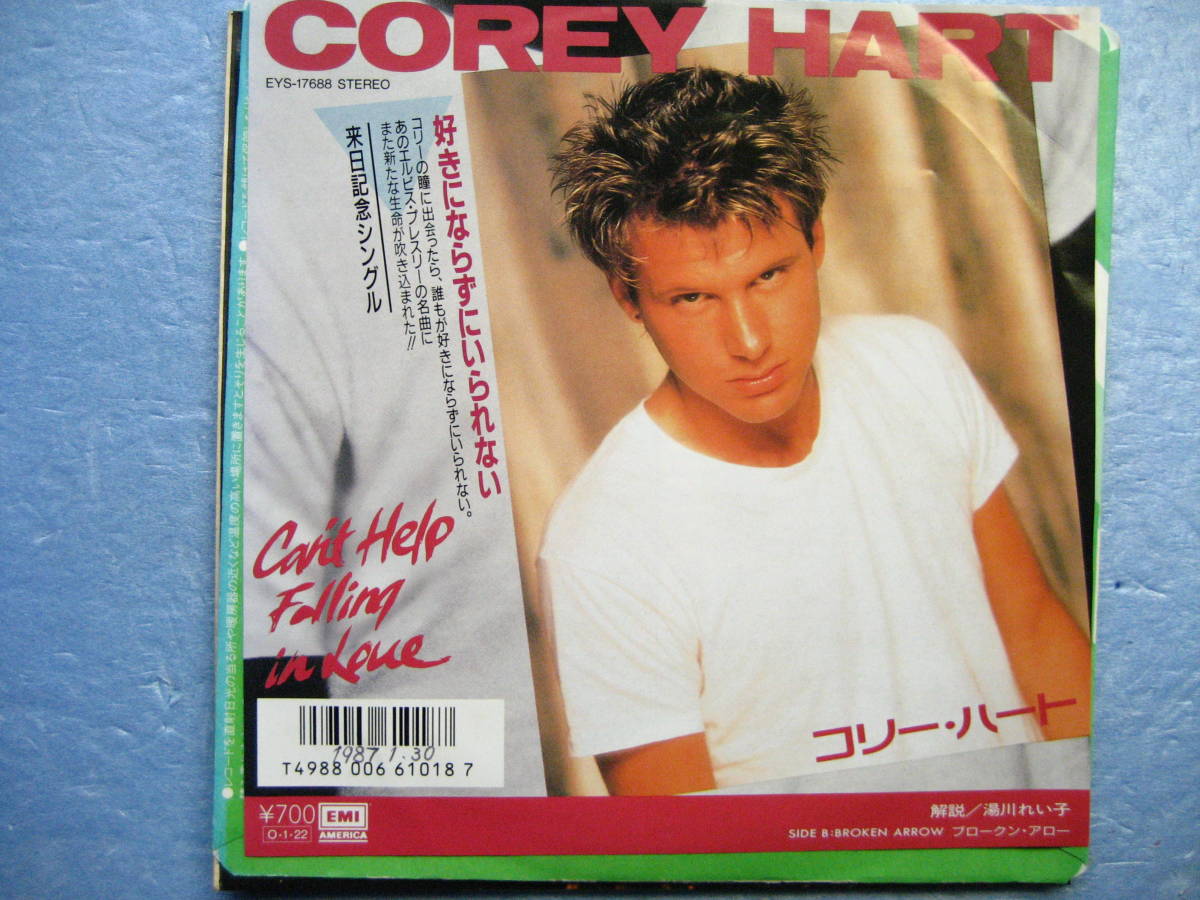 COREY HART
EYS-17688 STEREO
好きにならずにいられない
コリーの瞳に出会ったら、誰もが好きにならずにいられない。
あのエルビス・プレスリーの名曲に
また新たな生命が吹き込まれた!!
来日記念シングル
Can't Help
Falling
in Love
コリー・ハート
1987.1.30
T4988 006 61018 7
¥700
EMI
AMERICA
O・1・22
解説／湯川れい子
SIDE B:BROKEN ARROW ブロークン・アロー